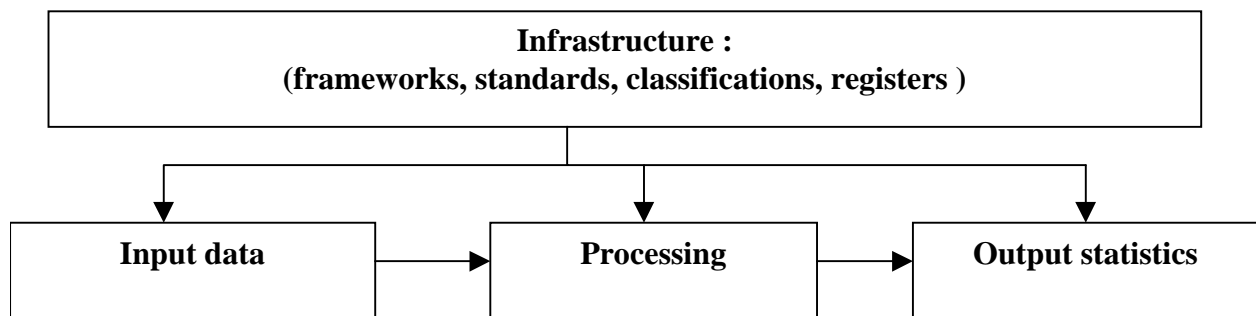 Infrastructure :
(frameworks, standards, classifications, registers )
Input data
Processing
Output statistics